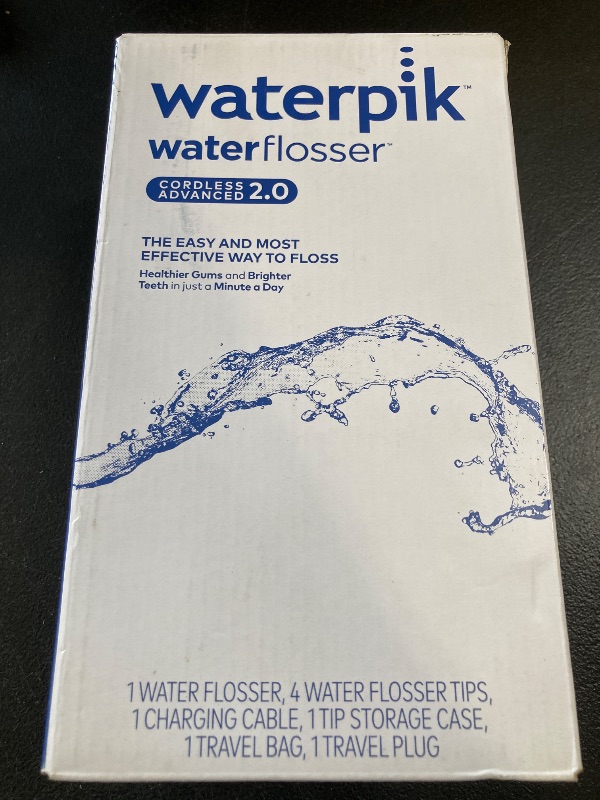 waterpik™
waterflosser™
CORDLESS
ADVANCED 2.0
THE EASY AND MOST
EFFECTIVE WAY TO FLOSS
Healthier Gums and Brighter
Teeth in just a Minute a Day
1 WATER FLOSSER, 4 WATER FLOSSER TIPS,
1 CHARGING CABLE, 1 TIP STORAGE CASE,
1 TRAVEL BAG, 1 TRAVEL PLUG